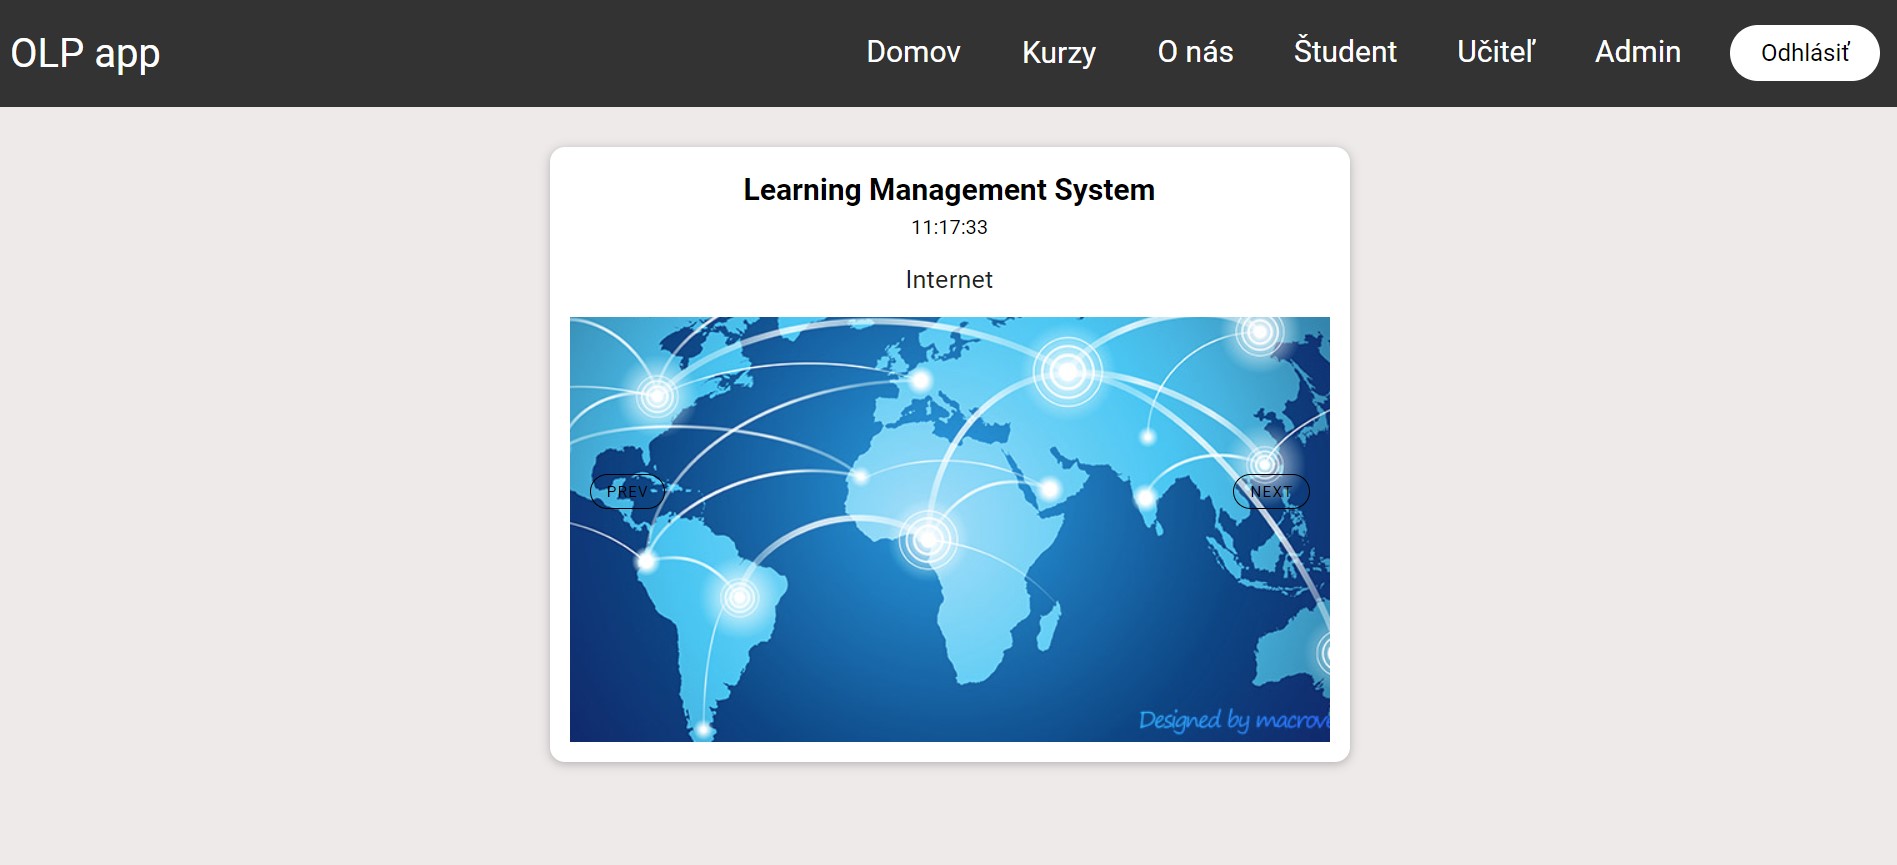 OLP app
Domov Kurzy O nás Študent Učiteľ Admin Odhlásiť
Learning Management System
11:17:33
Internet
PREV NEXT
Designed by